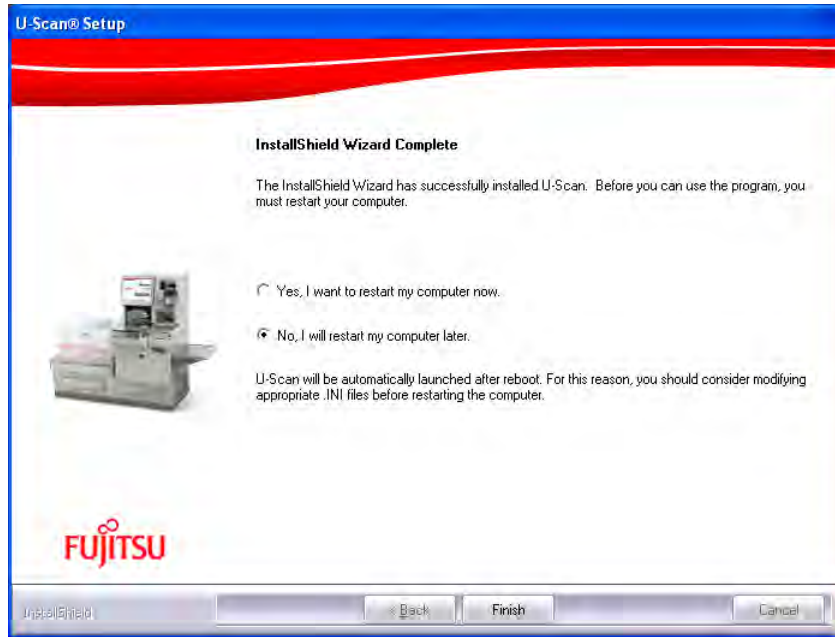 U-Scan® Setup
InstallShield Wizard Complete
The InstallShield Wizard has successfully installed U-Scan. Before you can use the program, you
must restart your computer.
Yes, I want to restart my computer now.
No, I will restart my computer later.
U-Scan will be automatically launched after reboot. For this reason, you should consider modifying
appropriate .INI files before restarting the computer.
FUJITSU
InstallShield
< Back
Finish
Cancel